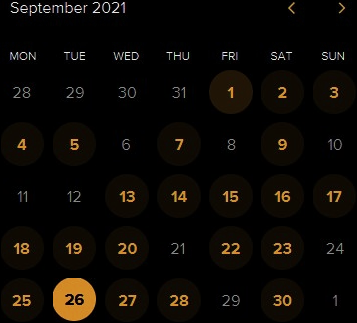 September 2021
MON TUE WED THU FRI SAT SUN
28 29 30 31 1 2 3
4 5 6 7 8 9 10
11 12 13 14 15 16 17
18 19 20 21 22 23 24
25 26 27 28 29 30 1